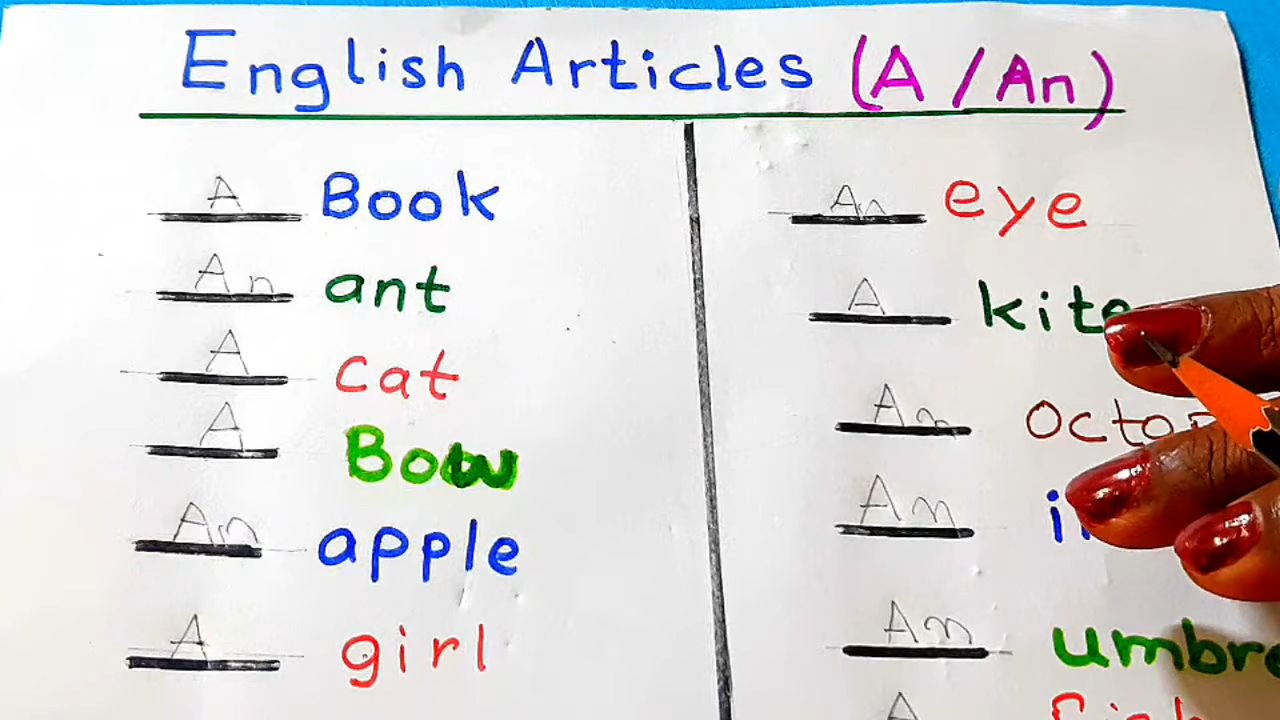 English Articles (A/An)
A Book
An ant
A cat
A Bow
An apple
A girl
An eye
A kite
An
An
An
A